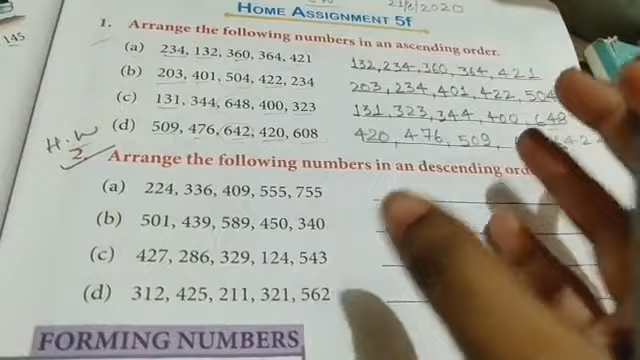 21/8/2020
HOME ASSIGNMENT 5f
145
1. Arrange the following numbers in an ascending order.
(a) 234, 132, 360, 364, 421 132, 234, 360, 364, 421
(b) 203, 401, 504, 422, 234 203, 234, 401, 422, 504
(c) 131, 344, 648, 400, 323 131, 323, 344, 400, 648
(d) 509, 476, 642, 420, 608 420, 476, 509,
H.W
2. Arrange the following numbers in an descending
(a) 224, 336, 409, 555, 755
(b) 501, 439, 589, 450, 340
(c) 427, 286, 329, 124, 543
(d) 312, 425, 211, 321, 562
FORMING NUMBERS